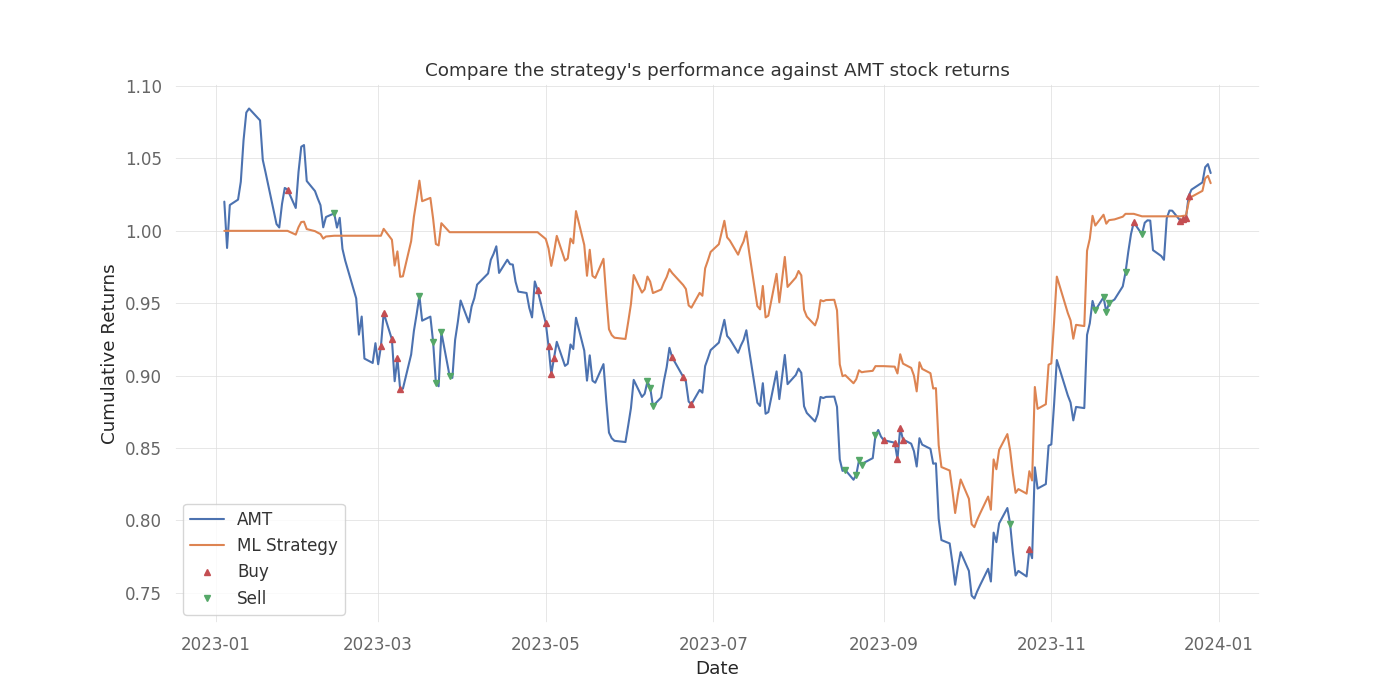 Compare the strategy's performance against AMT stock returns
Cumulative Returns
1.10
1.05
1.00
0.95
0.90
0.85
0.80
0.75
AMT
ML Strategy
Buy
Sell
2023-01
2023-03
2023-05
2023-07
2023-09
2023-11
2024-01
Date